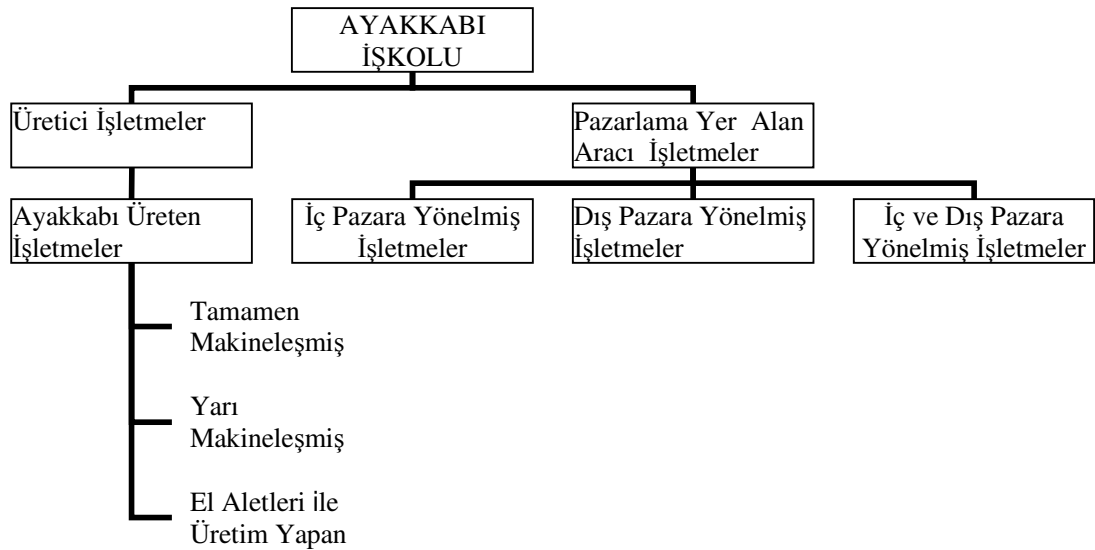 AYAKKABI
İŞKOLU
Üretici İşletmeler
Pazarlama Yer Alan
Aracı İşletmeler
Ayakkabı Üreten
İşletmeler
İç Pazara Yönelmiş
İşletmeler
Dış Pazara Yönelmiş
İşletmeler
İç ve Dış Pazara
Yönelmiş İşletmeler
Tamamen
Makineleşmiş
Yarı
Makineleşmiş
El Aletleri İle
Üretim Yapan